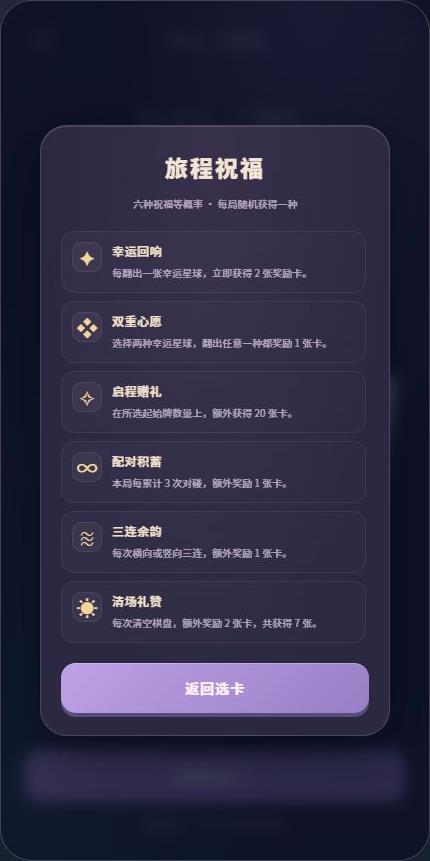 旅程祝福
六种祝福等概率 · 每局随机获得一种
幸运回响
每翻出一张幸运星球，立即获得 2 张奖励卡。
双重心愿
选择两种幸运星球，翻出任意一种都奖励 1 张卡。
启程赠礼
在所选起始牌数量上，额外获得 20 张卡。
配对积蓄
本局每累计 3 次对碰，额外奖励 1 张卡。
三连余韵
每次横向或竖向三连，额外奖励 1 张卡。
清场礼赞
每次清空棋盘，额外奖励 2 张卡，共获得 7 张。
返回选卡